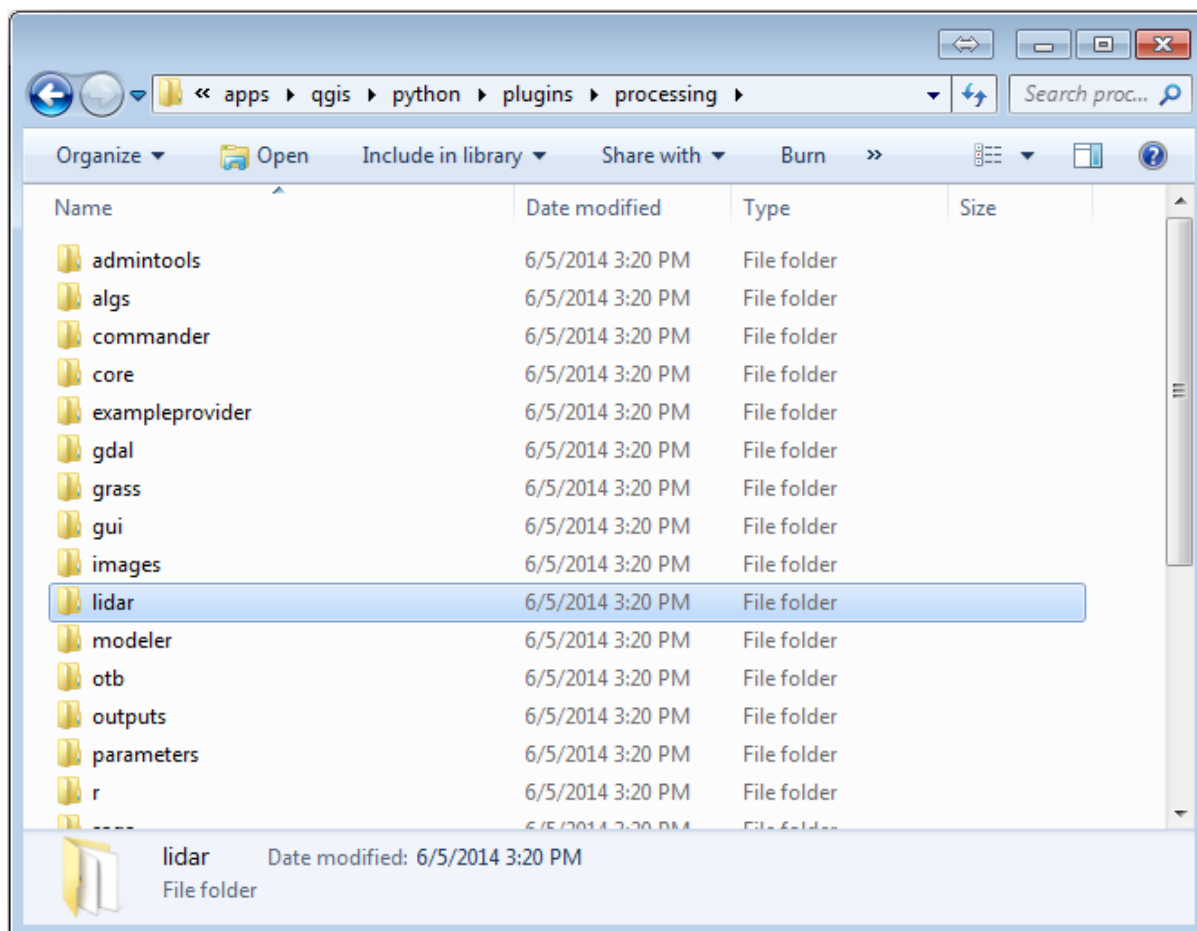 « apps ▸ qgis ▸ python ▸ plugins ▸ processing ▸ Search proc...
Organize ▾ Open Include in library ▾ Share with ▾ Burn »
Name Date modified Type Size
admintools 6/5/2014 3:20 PM File folder
algs 6/5/2014 3:20 PM File folder
commander 6/5/2014 3:20 PM File folder
core 6/5/2014 3:20 PM File folder
exampleprovider 6/5/2014 3:20 PM File folder
gdal 6/5/2014 3:20 PM File folder
grass 6/5/2014 3:20 PM File folder
gui 6/5/2014 3:20 PM File folder
images 6/5/2014 3:20 PM File folder
lidar 6/5/2014 3:20 PM File folder
modeler 6/5/2014 3:20 PM File folder
otb 6/5/2014 3:20 PM File folder
outputs 6/5/2014 3:20 PM File folder
parameters 6/5/2014 3:20 PM File folder
r 6/5/2014 3:20 PM File folder
lidar Date modified: 6/5/2014 3:20 PM
File folder